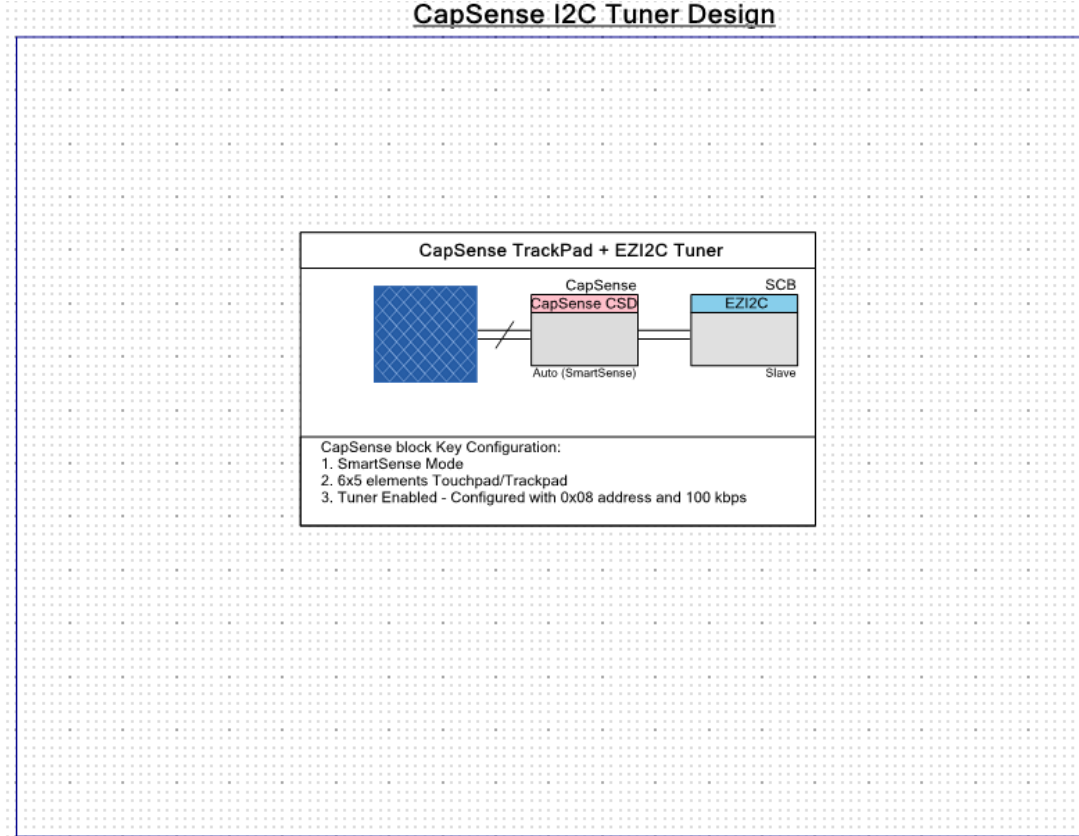 CapSense I2C Tuner Design
CapSense TrackPad + EZI2C Tuner
CapSense
CapSense CSD
Auto (SmartSense)
SCB
EZI2C
Slave
CapSense block Key Configuration:
1. SmartSense Mode
2. 6x5 elements Touchpad/Trackpad
3. Tuner Enabled - Configured with 0x08 address and 100 kbps